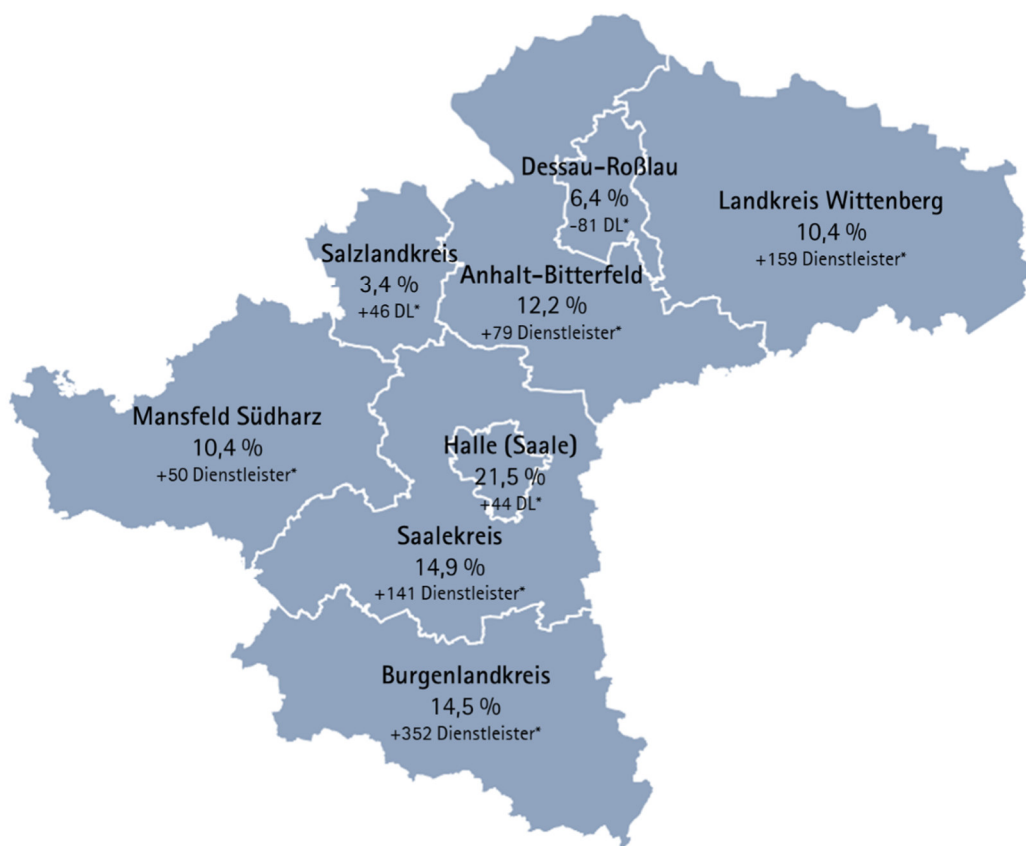 Dessau-Roßlau
6,4 %
-81 DL*
Landkreis Wittenberg
10,4 %
+159 Dienstleister*
Salzlandkreis
3,4 %
+46 DL*
Anhalt-Bitterfeld
12,2 %
+79 Dienstleister*
Mansfeld Südharz
10,4 %
+50 Dienstleister*
Halle (Saale)
21,5 %
+44 DL*
Saalekreis
14,9 %
+141 Dienstleister*
Burgenlandkreis
14,5 %
+352 Dienstleister*